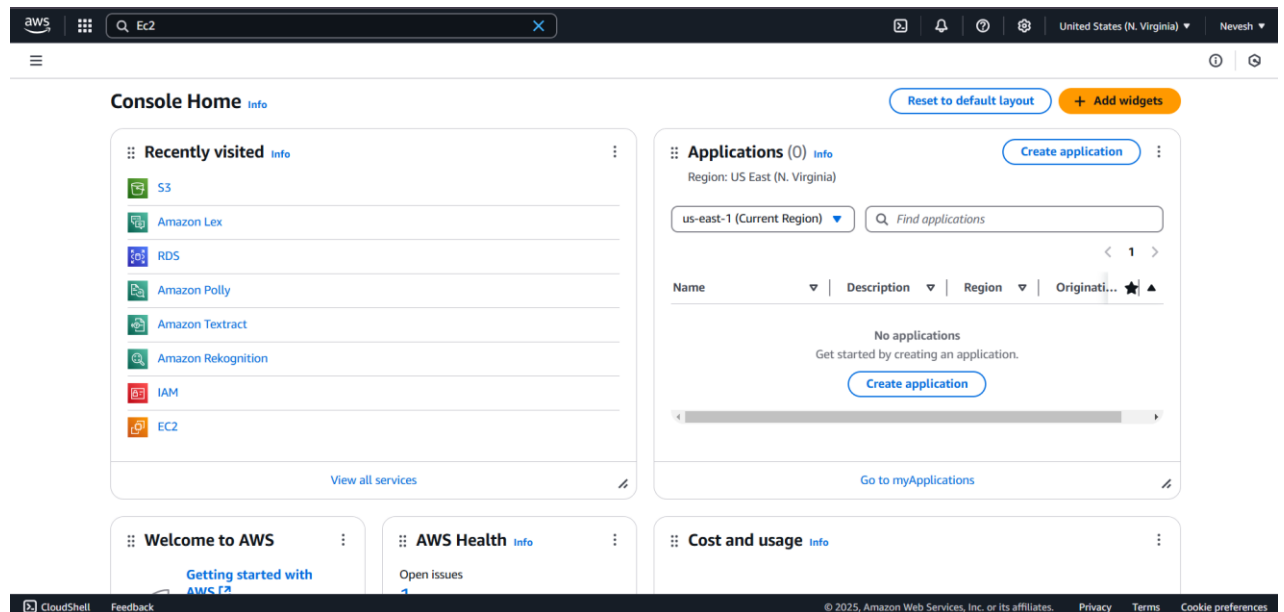 aws
Ec2
United States (N. Virginia)
Nevesh
Console Home Info
Reset to default layout
+ Add widgets
Recently visited Info
S3
Amazon Lex
RDS
Amazon Polly
Amazon Textract
Amazon Rekognition
IAM
EC2
View all services
Applications (0) Info
Create application
Region: US East (N. Virginia)
us-east-1 (Current Region)
Find applications
1
Name
Description
Region
Originati...
No applications
Get started by creating an application.
Create application
Go to myApplications
Welcome to AWS
Getting started with
AWS
AWS Health Info
Open issues
Cost and usage Info
CloudShell Feedback
© 2025, Amazon Web Services, Inc. or its affiliates. Privacy Terms Cookie preferences